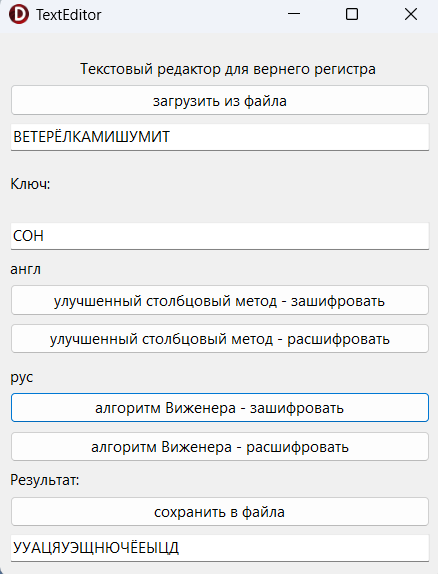 TextEditor
Текстовый редактор для вернего регистра
загрузить из файла
ВЕТЕРЁЛКАМИШУМИТ
Ключ:
СОН
англ
улучшенный столбцовый метод - зашифровать
улучшенный столбцовый метод - расшифровать
рус
алгоритм Виженера - зашифровать
алгоритм Виженера - расшифровать
Результат:
сохранить в файла
УУАЦЯУЭЩНЮЧЁЕЫЦД